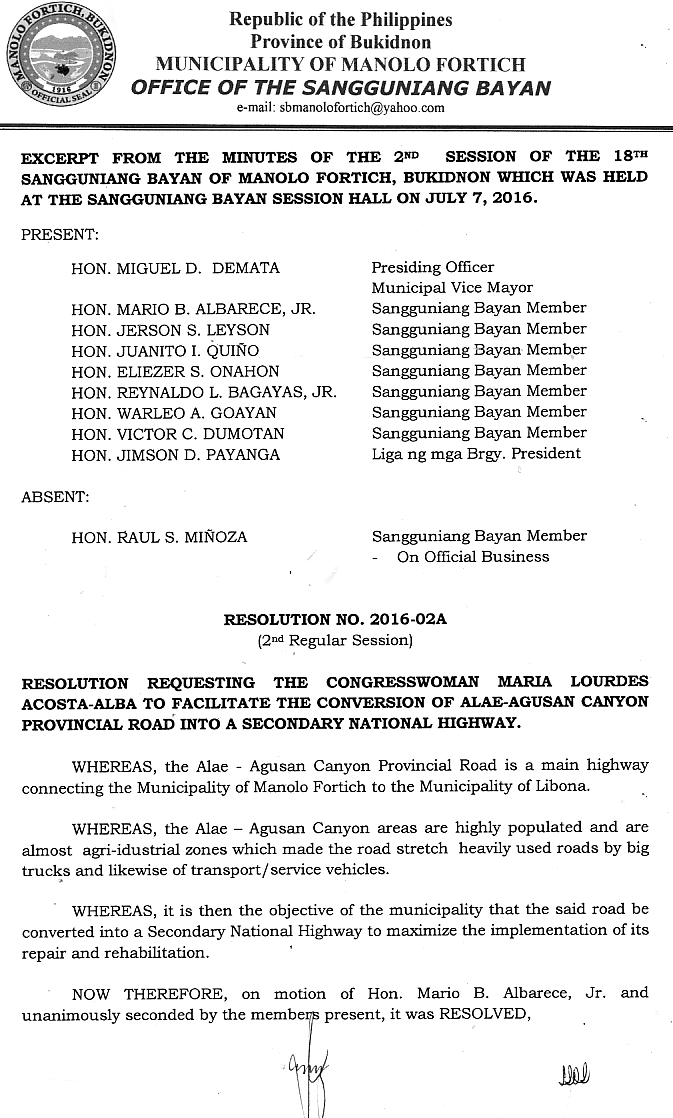 MANOLO FORTICH, BUKIDNON
1916
OFFICIAL SEAL
Republic of the Philippines
Province of Bukidnon
MUNICIPALITY OF MANOLO FORTICH
OFFICE OF THE SANGGUNIANG BAYAN
e-mail: sbmanolofortich@yahoo.com
EXCERPT FROM THE MINUTES OF THE 2ND SESSION OF THE 18TH
SANGGUNIANG BAYAN OF MANOLO FORTICH, BUKIDNON WHICH WAS HELD
AT THE SANGGUNIANG BAYAN SESSION HALL ON JULY 7, 2016.
PRESENT:
HON. MIGUEL D. DEMATA Presiding Officer
Municipal Vice Mayor
HON. MARIO B. ALBARECE, JR. Sangguniang Bayan Member
HON. JERSON S. LEYSON Sangguniang Bayan Member
HON. JUANITO I. QUIÑO Sangguniang Bayan Member
HON. ELIEZER S. ONAHON Sangguniang Bayan Member
HON. REYNALDO L. BAGAYAS, JR. Sangguniang Bayan Member
HON. WARLEO A. GOAYAN Sangguniang Bayan Member
HON. VICTOR C. DUMOTAN Sangguniang Bayan Member
HON. JIMSON D. PAYANGA Liga ng mga Brgy. President
ABSENT:
HON. RAUL S. MIÑOZA Sangguniang Bayan Member
- On Official Business
RESOLUTION NO. 2016-02A
(2nd Regular Session)
RESOLUTION REQUESTING THE CONGRESSWOMAN MARIA LOURDES
ACOSTA-ALBA TO FACILITATE THE CONVERSION OF ALAE-AGUSAN CANYON
PROVINCIAL ROAD INTO A SECONDARY NATIONAL HIGHWAY.
WHEREAS, the Alae - Agusan Canyon Provincial Road is a main highway
connecting the Municipality of Manolo Fortich to the Municipality of Libona.
WHEREAS, the Alae – Agusan Canyon areas are highly populated and are
almost agri-idustrial zones which made the road stretch heavily used roads by big
trucks and likewise of transport/service vehicles.
WHEREAS, it is then the objective of the municipality that the said road be
converted into a Secondary National Highway to maximize the implementation of its
repair and rehabilitation.
NOW THEREFORE, on motion of Hon. Mario B. Albarece, Jr. and
unanimously seconded by the members present, it was RESOLVED,